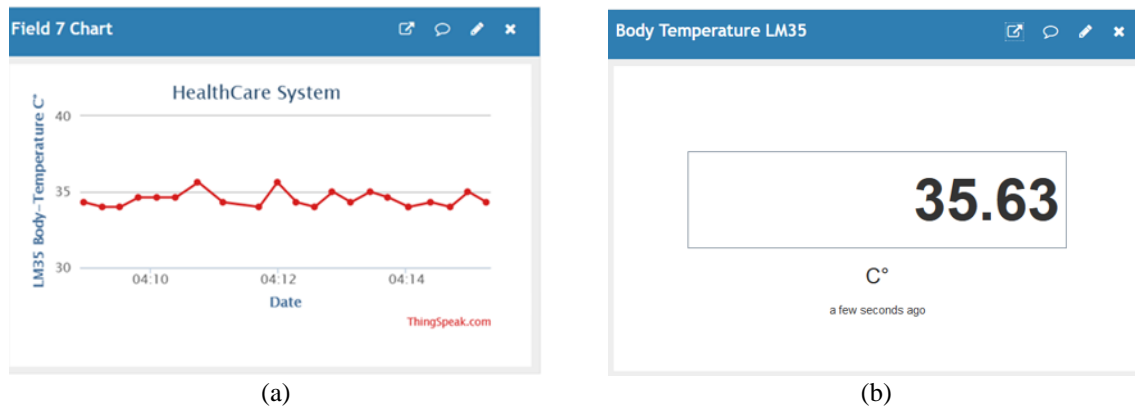 Field 7 Chart
HealthCare System
LM35 Body-Temperature C°
40
35
30
04:10
04:12
04:14
Date
ThingSpeak.com
(a)
Body Temperature LM35
35.63
C°
a few seconds ago
(b)